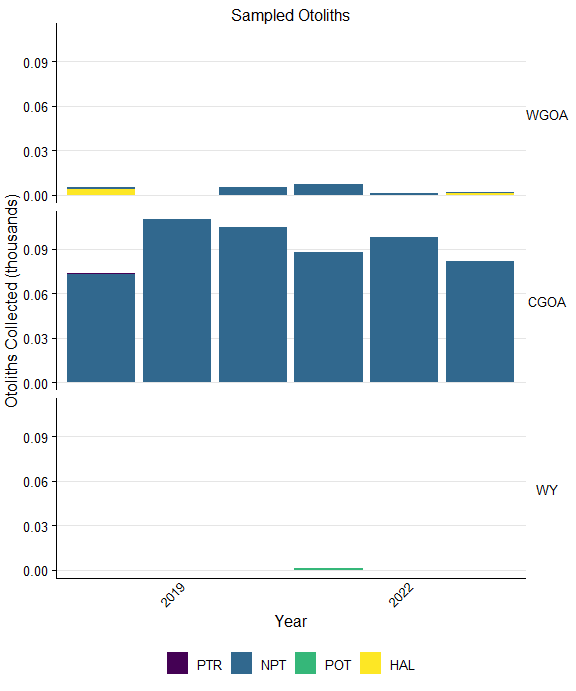 Sampled Otoliths
0.09
0.06
0.03
0.00
WGOA
Otoliths Collected (thousands)
0.09
0.06
0.03
0.00
CGOA
0.09
0.06
0.03
0.00
WY
2019
2022
Year
PTR NPT POT HAL